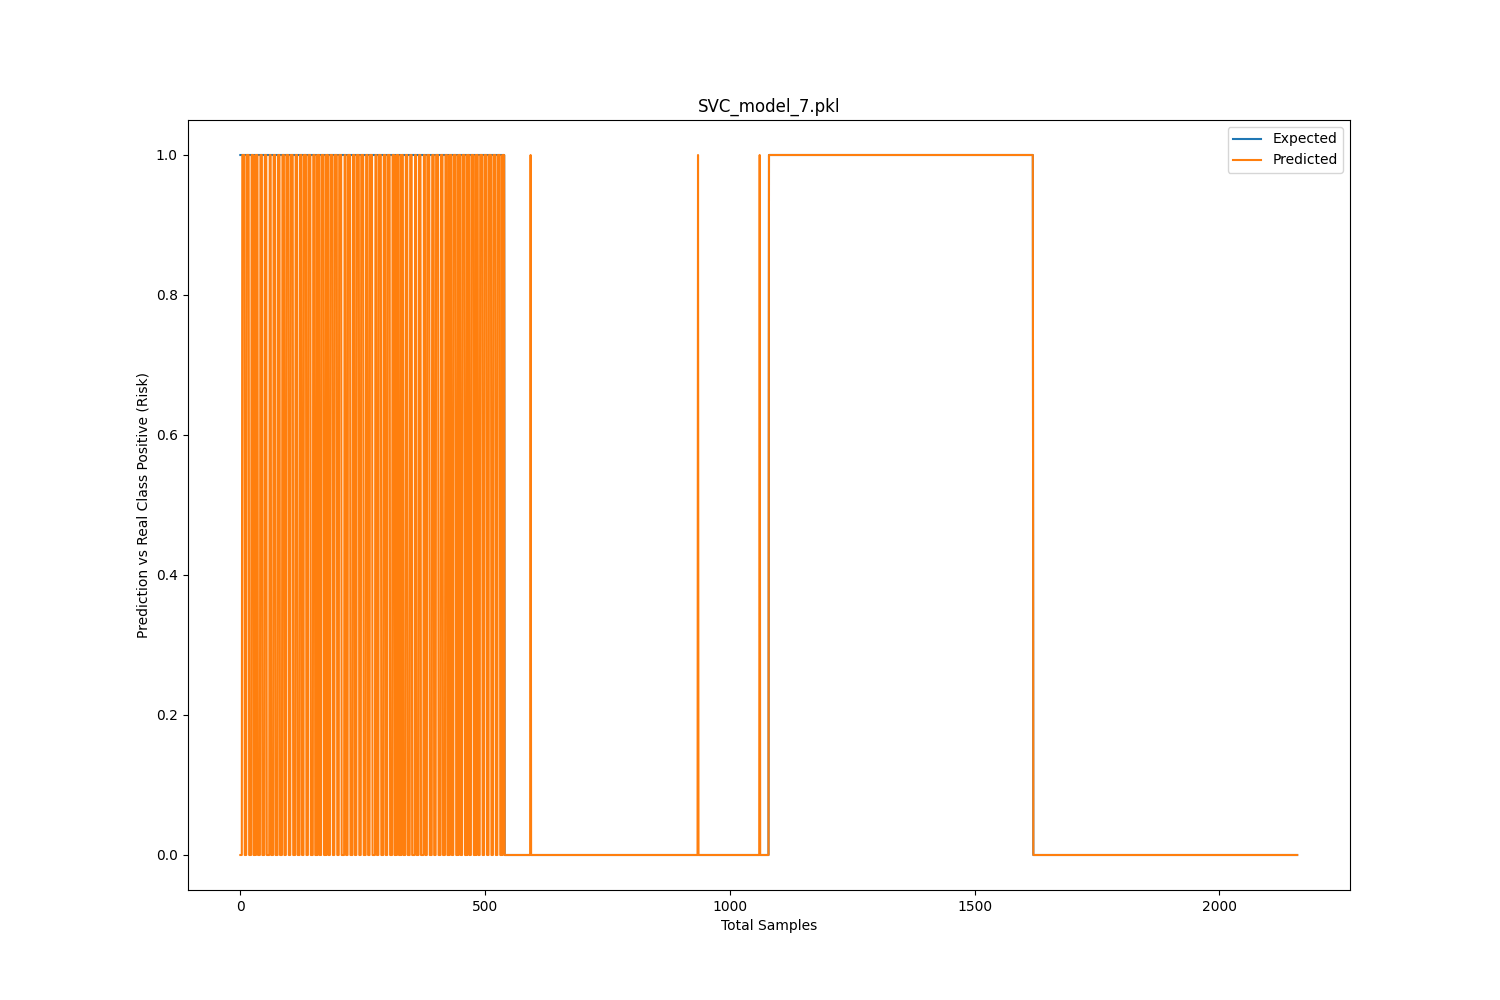 SVC_model_7.pkl
Expected
Predicted
1.0
0.8
0.6
0.4
0.2
0.0
Prediction vs Real Class Positive (Risk)
0
500
1000
1500
2000
Total Samples